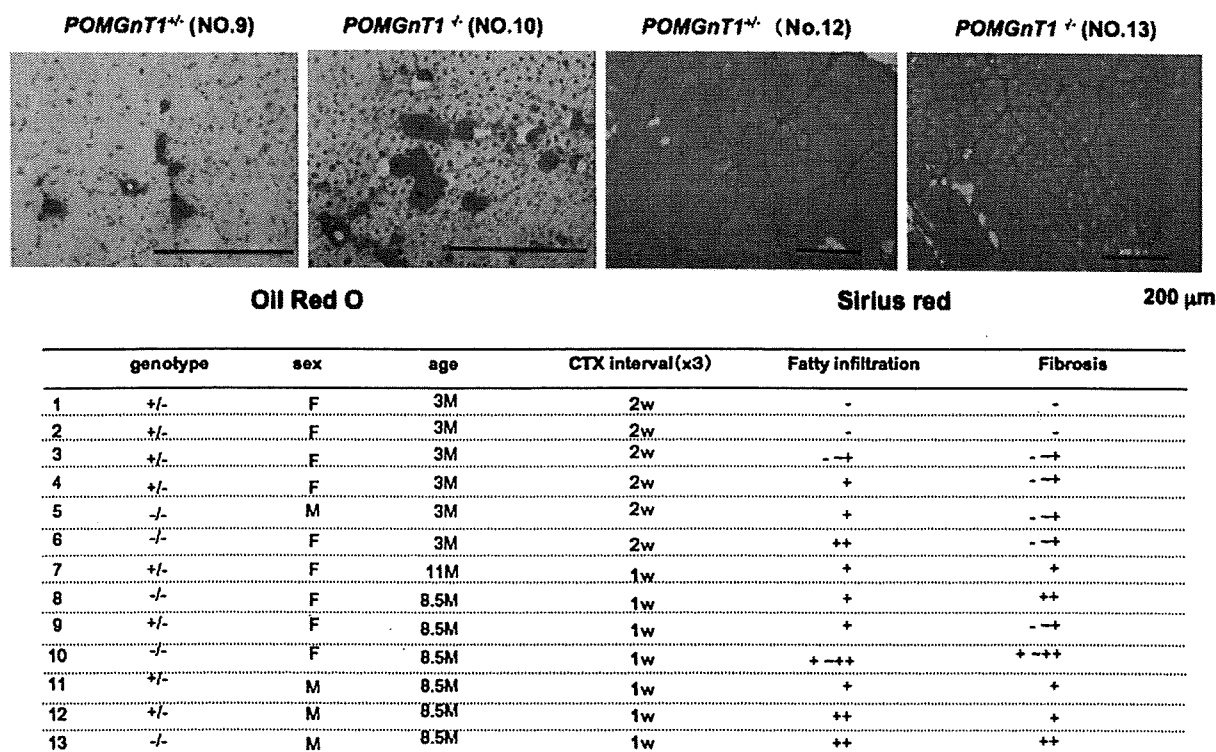 POMGnT1+/- (NO.9) POMGnT1 -/- (NO.10) POMGnT1+/- (No.12) POMGnT1 -/- (NO.13)
Oil Red O Sirius red 200 μm
genotype sex age CTX interval(x3) Fatty infiltration Fibrosis
1 +/- F 3M 2w - -
2 +/- F 3M 2w - -
3 +/- F 3M 2w - ~+ - ~+
4 +/- F 3M 2w + - ~+
5 -/- M 3M 2w + - ~+
6 -/- F 3M 2w ++ - ~+
7 +/- F 11M 1w + +
8 -/- F 8.5M 1w + ++
9 +/- F 8.5M 1w + - ~+
10 -/- F 8.5M 1w + ~++ + ~++
11 +/- M 8.5M 1w + +
12 +/- M 8.5M 1w ++ +
13 -/- M 8.5M 1w ++ ++